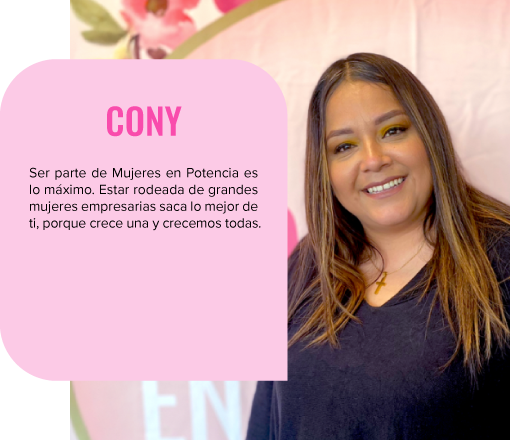 CONY
Ser parte de Mujeres en Potencia es
lo máximo. Estar rodeada de grandes
mujeres empresarias saca lo mejor de
ti, porque crece una y crecemos todas.
EN